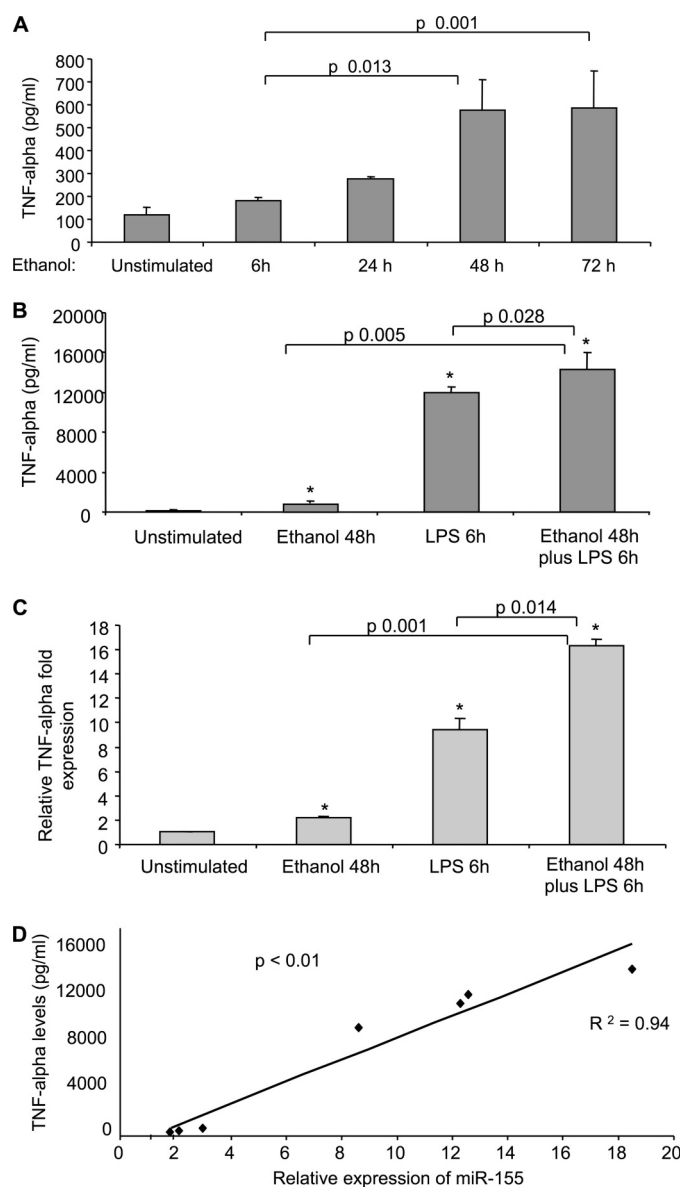 A
p 0.001
p 0.013
TNF-alpha (pg/ml)
800
700
600
500
400
300
200
100
0
Ethanol: Unstimulated 6h 24 h 48 h 72 h
B
TNF-alpha (pg/ml)
20000
16000
12000
8000
4000
0
p 0.028
p 0.005
*
*
*
Unstimulated Ethanol 48h LPS 6h Ethanol 48h
plus LPS 6h
C
Relative TNF-alpha fold
expression
18
16
14
12
10
8
6
4
2
0
p 0.014
p 0.001
*
*
*
Unstimulated Ethanol 48h LPS 6h Ethanol 48h
plus LPS 6h
D
TNF-alpha levels (pg/ml)
16000
12000
8000
4000
0
p < 0.01
R 2 = 0.94
0 2 4 6 8 10 12 14 16 18 20
Relative expression of miR-155